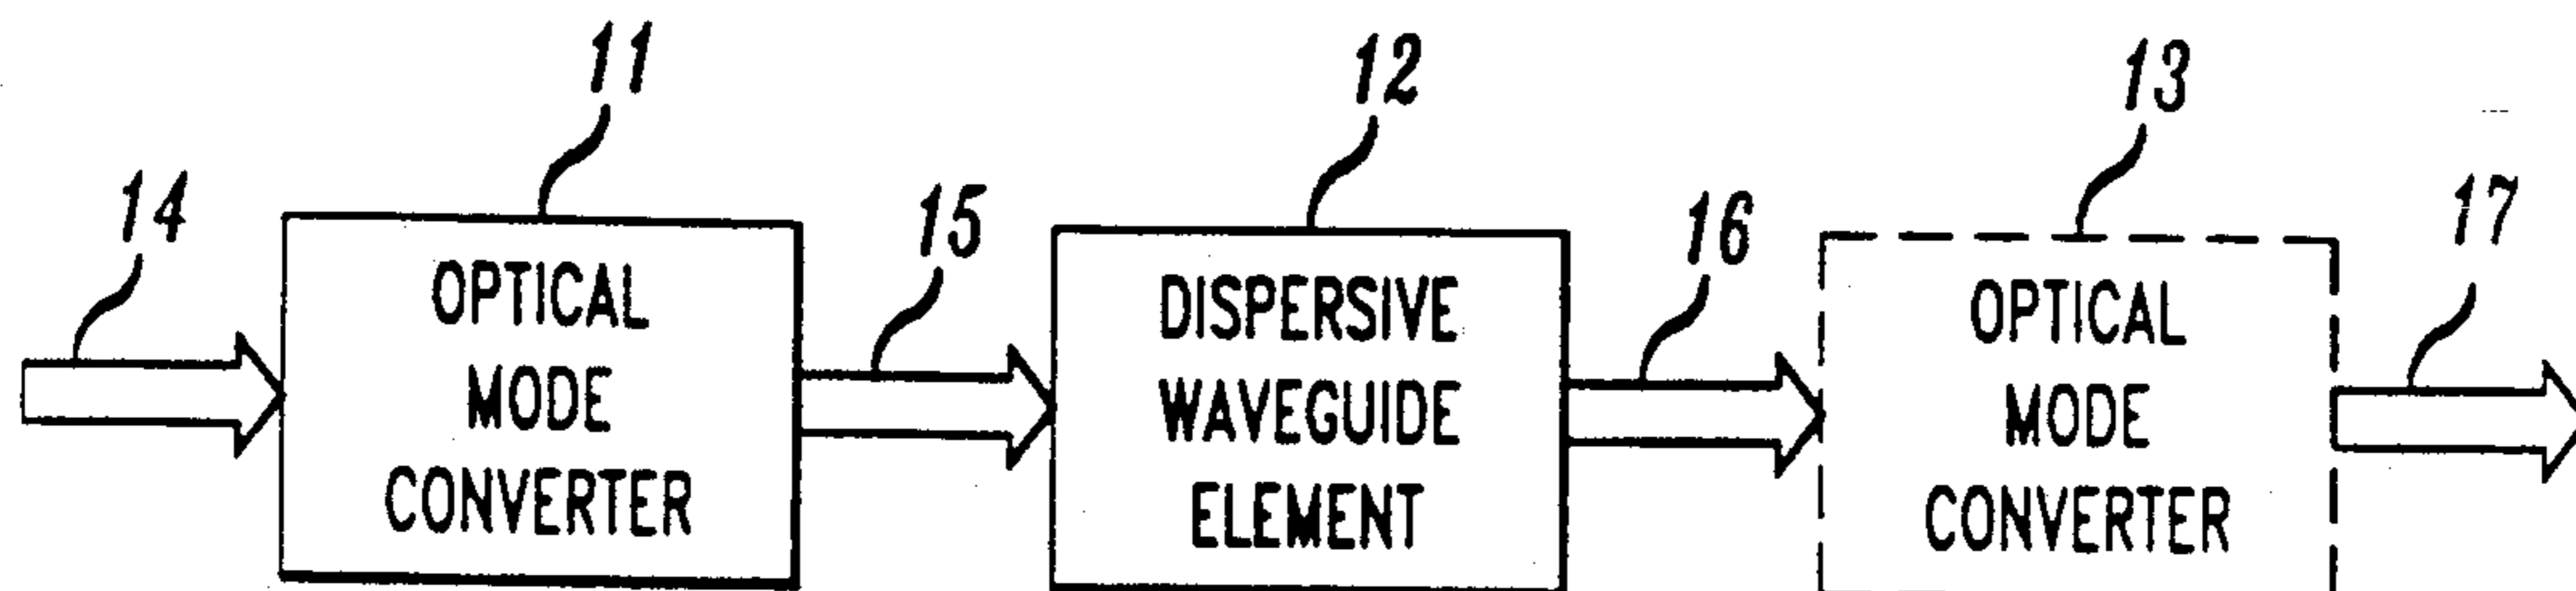 11
12
13
14
15
16
17
OPTICAL
MODE
CONVERTER
DISPERSIVE
WAVEGUIDE
ELEMENT
OPTICAL
MODE
CONVERTER